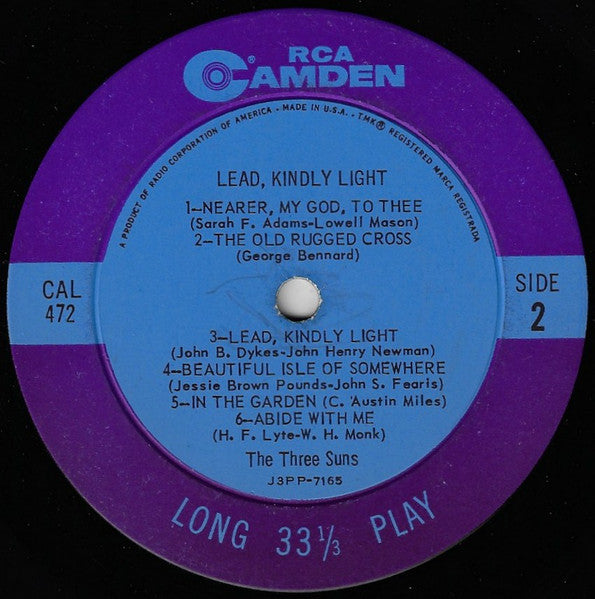 RCA
CAMDEN
A PRODUCT OF RADIO CORPORATION OF AMERICA - MADE IN U.S.A. - TMK® REGISTERED MARCA REGISTRADA
LEAD, KINDLY LIGHT
1—NEARER, MY GOD, TO THEE
(Sarah F. Adams-Lowell Mason)
2—THE OLD RUGGED CROSS
(George Bennard)
CAL
472
SIDE
2
3—LEAD, KINDLY LIGHT
(John B. Dykes-John Henry Newman)
4—BEAUTIFUL ISLE OF SOMEWHERE
(Jessie Brown Pounds-John S. Fearis)
5—IN THE GARDEN (C. Austin Miles)
6—ABIDE WITH ME
(H. F. Lyte-W. H. Monk)
The Three Suns
J3PP-7165
LONG 33 1/3 PLAY